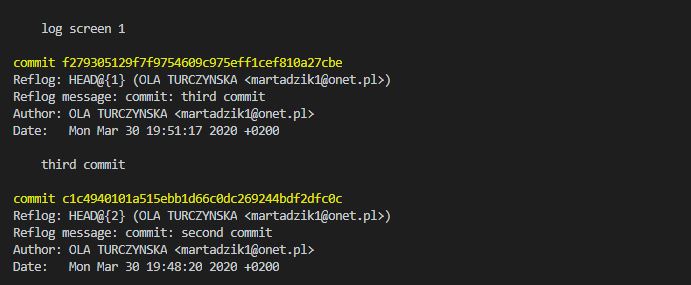 log screen 1
commit f279305129f7f9754609c975eff1cef810a27cbe
Reflog: HEAD@{1} (OLA TURCZYNSKA <martadzik1@onet.pl>)
Reflog message: commit: third commit
Author: OLA TURCZYNSKA <martadzik1@onet.pl>
Date:   Mon Mar 30 19:51:17 2020 +0200
third commit
commit c1c4940101a515ebb1d66c0dc269244bdf2dfc0c
Reflog: HEAD@{2} (OLA TURCZYNSKA <martadzik1@onet.pl>)
Reflog message: commit: second commit
Author: OLA TURCZYNSKA <martadzik1@onet.pl>
Date:   Mon Mar 30 19:48:20 2020 +0200